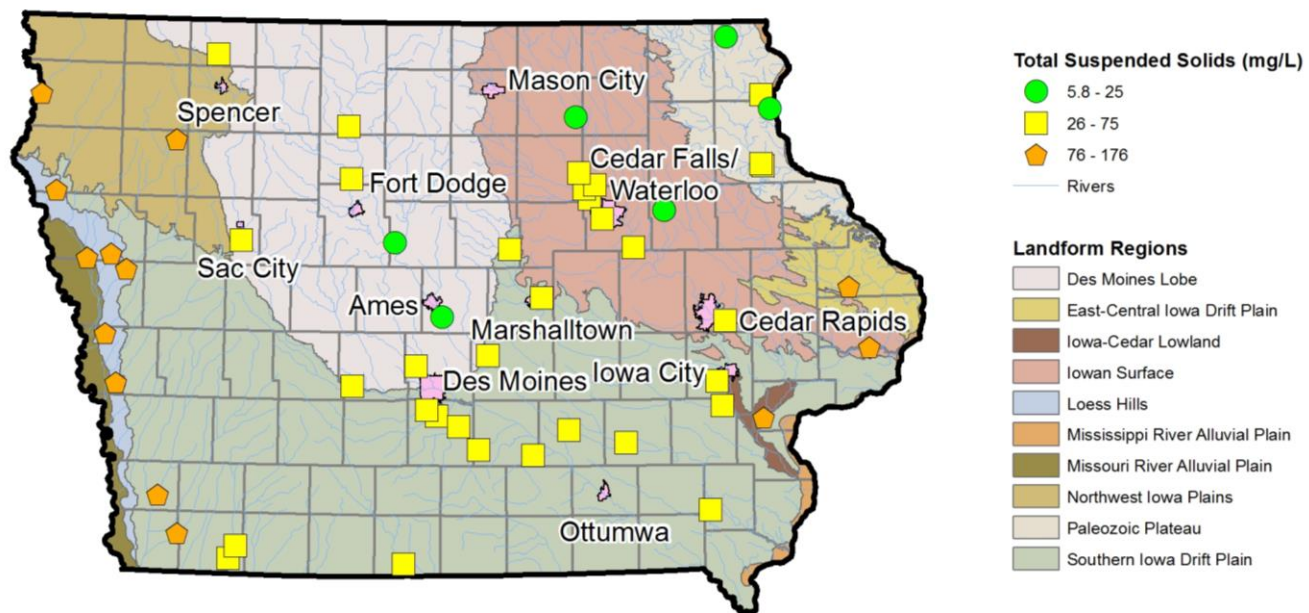 Mason City
Spencer
Cedar Falls/
Waterloo
Fort Dodge
Sac City
Ames
Marshalltown
Cedar Rapids
Des Moines
Iowa City
Ottumwa
Total Suspended Solids (mg/L)
5.8 - 25
26 - 75
76 - 176
Rivers
Landform Regions
Des Moines Lobe
East-Central Iowa Drift Plain
Iowa-Cedar Lowland
Iowan Surface
Loess Hills
Mississippi River Alluvial Plain
Missouri River Alluvial Plain
Northwest Iowa Plains
Paleozoic Plateau
Southern Iowa Drift Plain